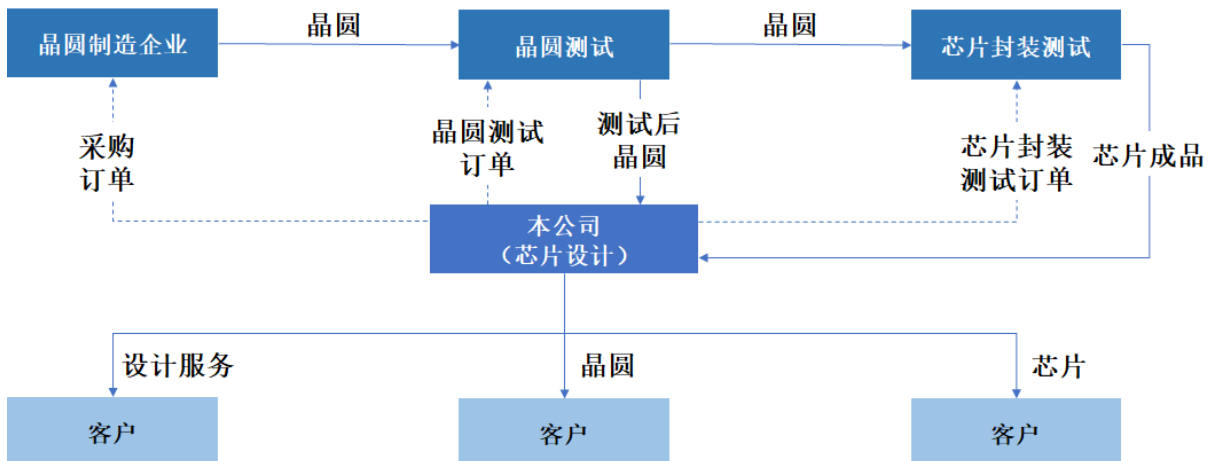 晶圆
晶圆
晶圆制造企业
晶圆测试
芯片封装测试
采购
订单
晶圆测试
订单
测试后
晶圆
芯片封装
测试订单
芯片成品
本公司
（芯片设计）
设计服务
晶圆
芯片
客户
客户
客户